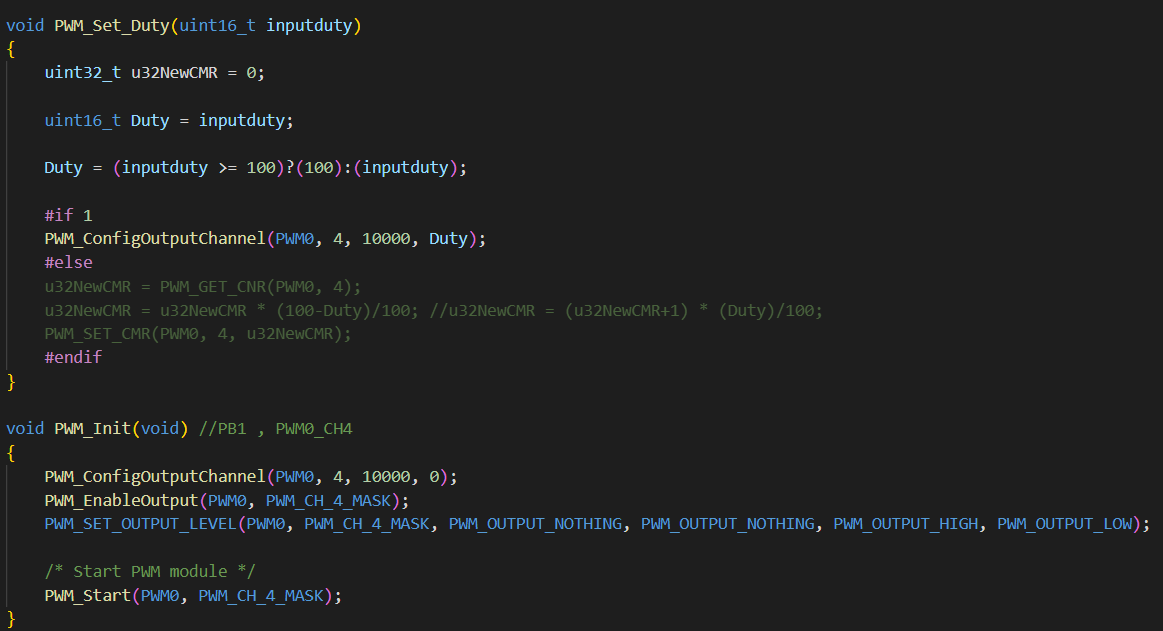 void PWM_Set_Duty(uint16_t inputduty)
{
    uint32_t u32NewCMR = 0;

    uint16_t Duty = inputduty;

    Duty = (inputduty >= 100)?(100):(inputduty);

    #if 1
    PWM_ConfigOutputChannel(PWM0, 4, 10000, Duty);
    #else
    u32NewCMR = PWM_GET_CNR(PWM0, 4);
    u32NewCMR = u32NewCMR * (100-Duty)/100; //u32NewCMR = (u32NewCMR+1) * (Duty)/100;
    PWM_SET_CMR(PWM0, 4, u32NewCMR);
    #endif
}

void PWM_Init(void) //PB1 , PWM0_CH4
{
    PWM_ConfigOutputChannel(PWM0, 4, 10000, 0);
    PWM_EnableOutput(PWM0, PWM_CH_4_MASK);
    PWM_SET_OUTPUT_LEVEL(PWM0, PWM_CH_4_MASK, PWM_OUTPUT_NOTHING, PWM_OUTPUT_NOTHING, PWM_OUTPUT_HIGH, PWM_OUTPUT_LOW);

    /* Start PWM module */
    PWM_Start(PWM0, PWM_CH_4_MASK);
}